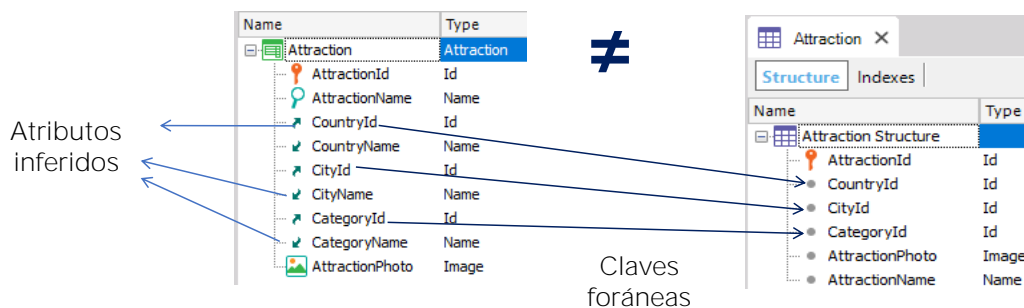 Name Type
Attraction Attraction
AttractionId Id
AttractionName Name
CountryId Id
CountryName Name
CityId Id
CityName Name
CategoryId Id
CategoryName Name
AttractionPhoto Image
Atributos
inferidos
≠
Attraction
Structure Indexes
Name Type
Attraction Structure
AttractionId Id
CountryId Id
CityId Id
CategoryId Id
AttractionPhoto Image
AttractionName Name
Claves
foráneas